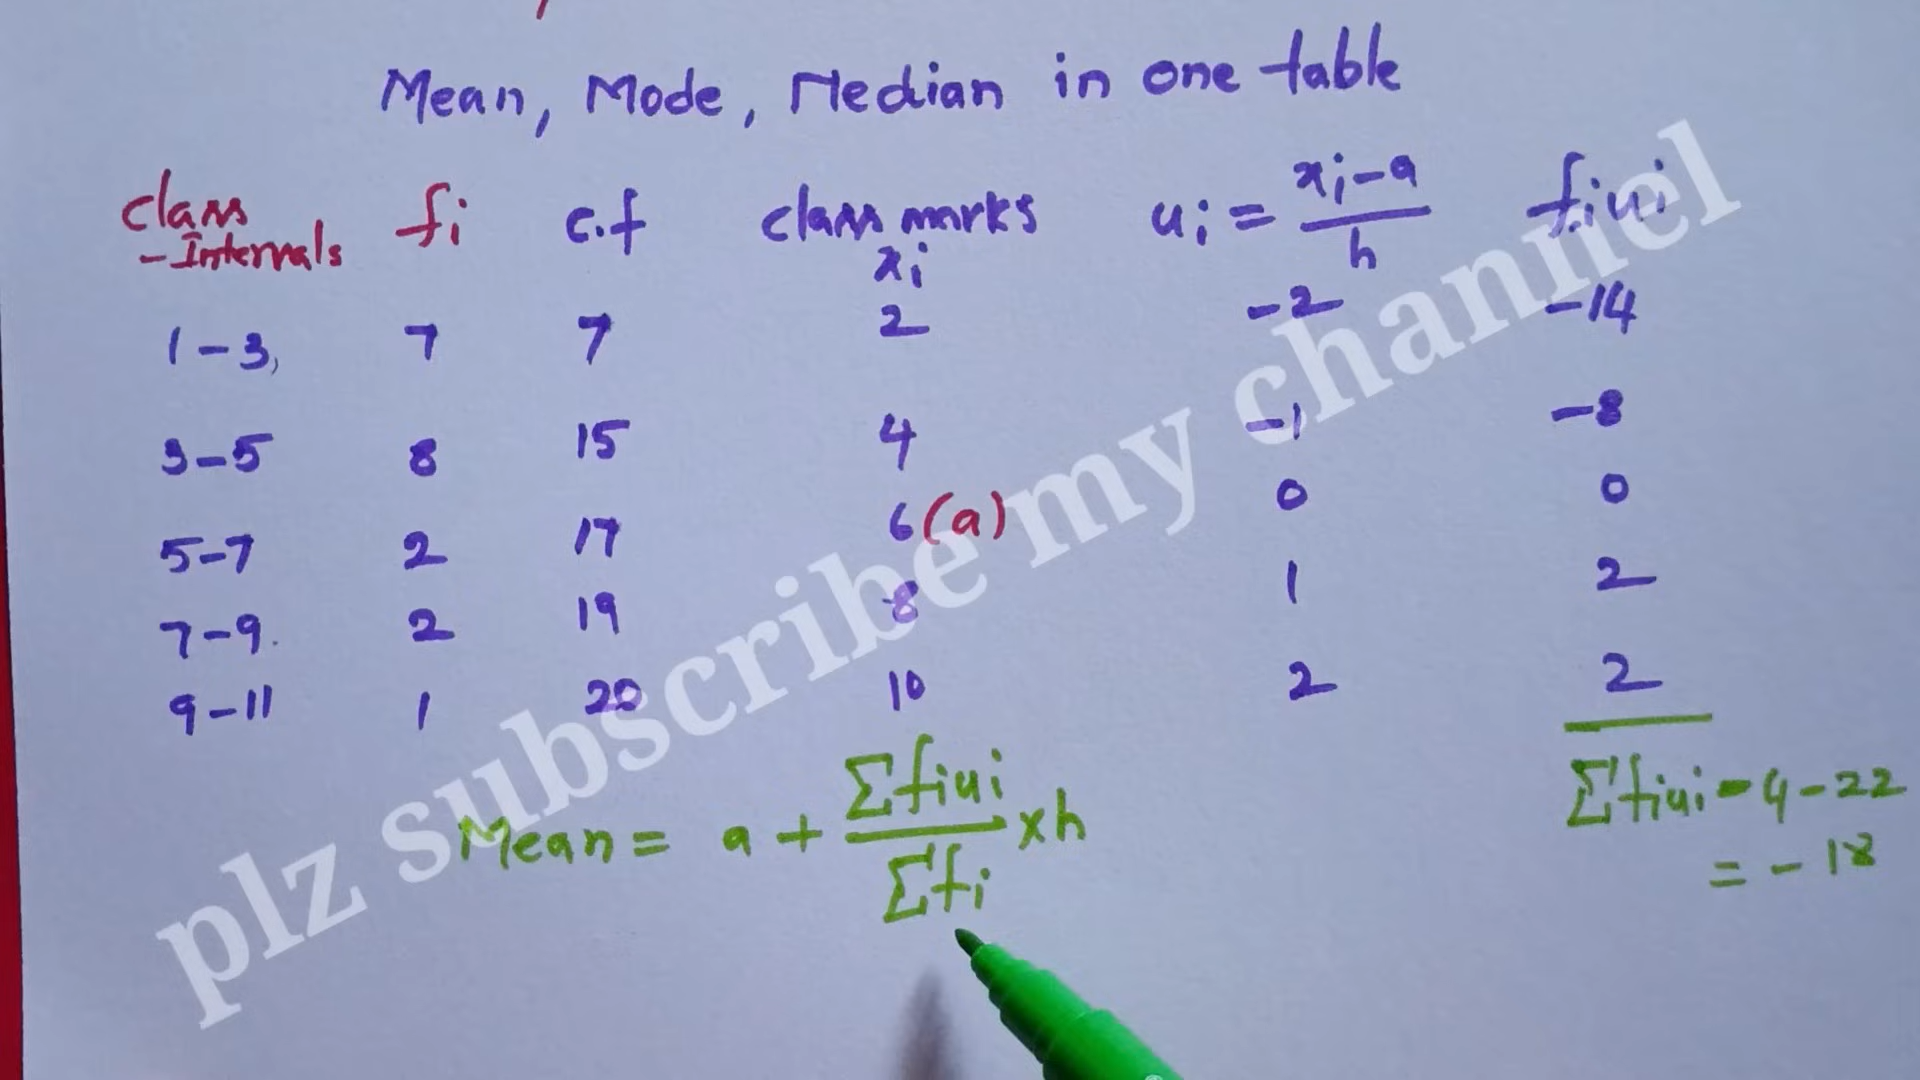 Mean, Mode, Median in one table
class - Intervals fi c.f class marks xi ui = xi-a / h fiui
1-3, 7 7 2 -2 -14
3-5 8 15 4 -1 -8
5-7 2 17 6(a) 0 0
7-9. 2 19 8 1 2
9-11 1 20 10 2 2
Mean = a + Σfiui / Σfi × h
Σfiui = 4-22
= -18
plz subscribe my channel